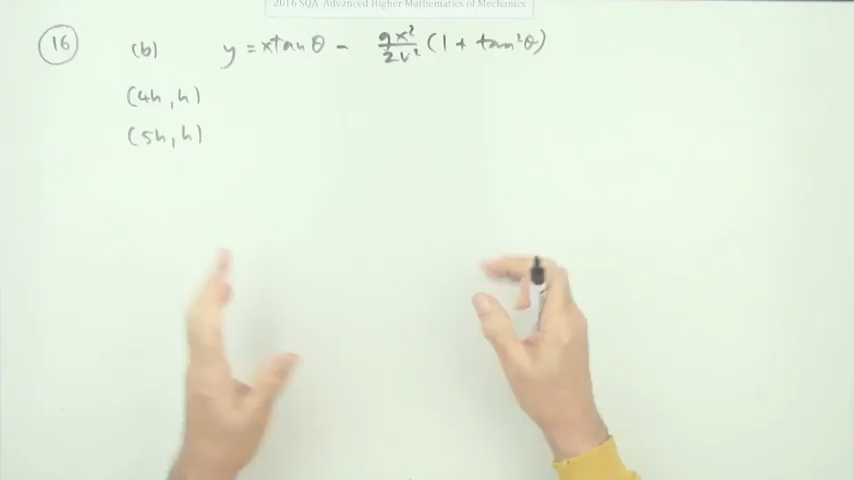 2016 SQA Advanced Higher Mathematics of Mechanics
16 (b) y = x tan θ - gx²/2V² (1 + tan²θ)
(4h, h)
(5h, h)